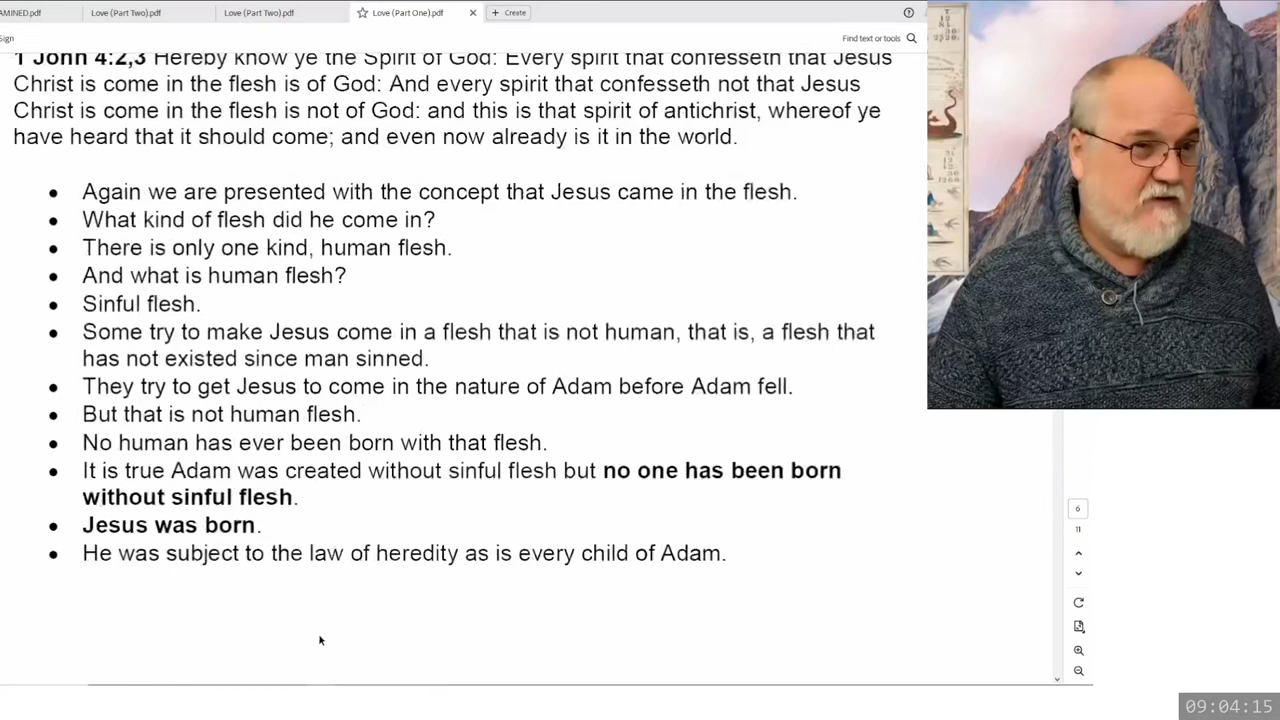 AMINED.pdf
Love (Part Two).pdf
Love (Part Two).pdf
Love (Part One).pdf
Create
Sign
Find text or tools
1 John 4:2,3 Hereby know ye the Spirit of God: Every spirit that confesseth that Jesus
Christ is come in the flesh is of God: And every spirit that confesseth not that Jesus
Christ is come in the flesh is not of God: and this is that spirit of antichrist, whereof ye
have heard that it should come; and even now already is it in the world.
• Again we are presented with the concept that Jesus came in the flesh.
• What kind of flesh did he come in?
• There is only one kind, human flesh.
• And what is human flesh?
• Sinful flesh.
• Some try to make Jesus come in a flesh that is not human, that is, a flesh that
has not existed since man sinned.
• They try to get Jesus to come in the nature of Adam before Adam fell.
• But that is not human flesh.
• No human has ever been born with that flesh.
• It is true Adam was created without sinful flesh but no one has been born
without sinful flesh.
• Jesus was born.
• He was subject to the law of heredity as is every child of Adam.
6
11
09:04:15